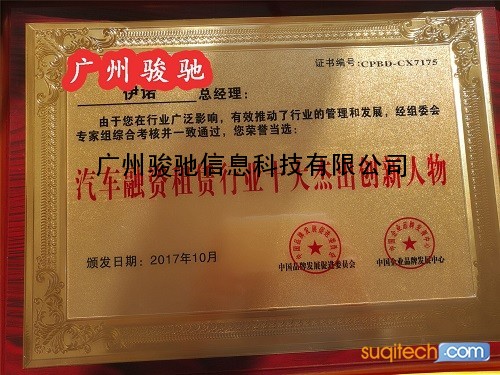 广州骏驰
证书编号:CPBD-CX7175
伊诺 总经理:
由于您在行业广泛影响,有效推动了行业的管理和发展,经组委会
专家组综合考核并一致通过,您荣誉当选:
广州骏驰信息科技有限公司
汽车融资租赁行业十大杰出创新人物
颁发日期:2017年10月
中国品牌发展促进委员会
中国企业品牌发展中心
suqitech.com